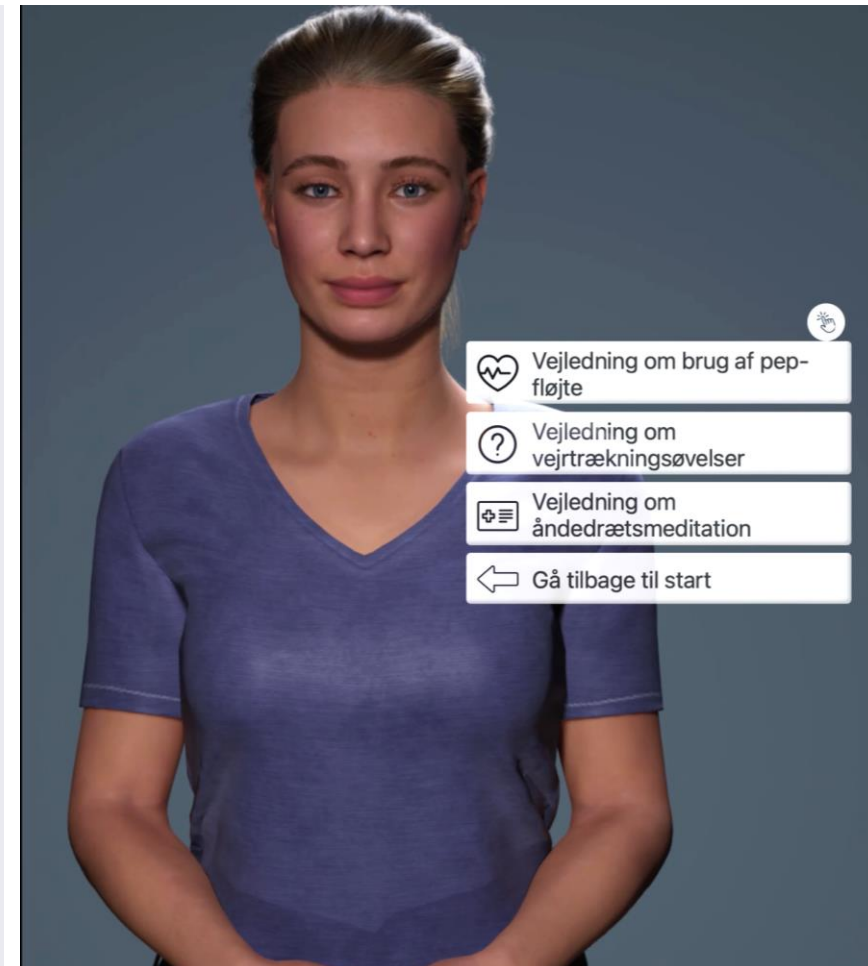 Vejledning om brug af pep-
fløjte
Vejledning om
vejrtrækningsøvelser
Vejledning om
åndedrætsmeditation
Gå tilbage til start